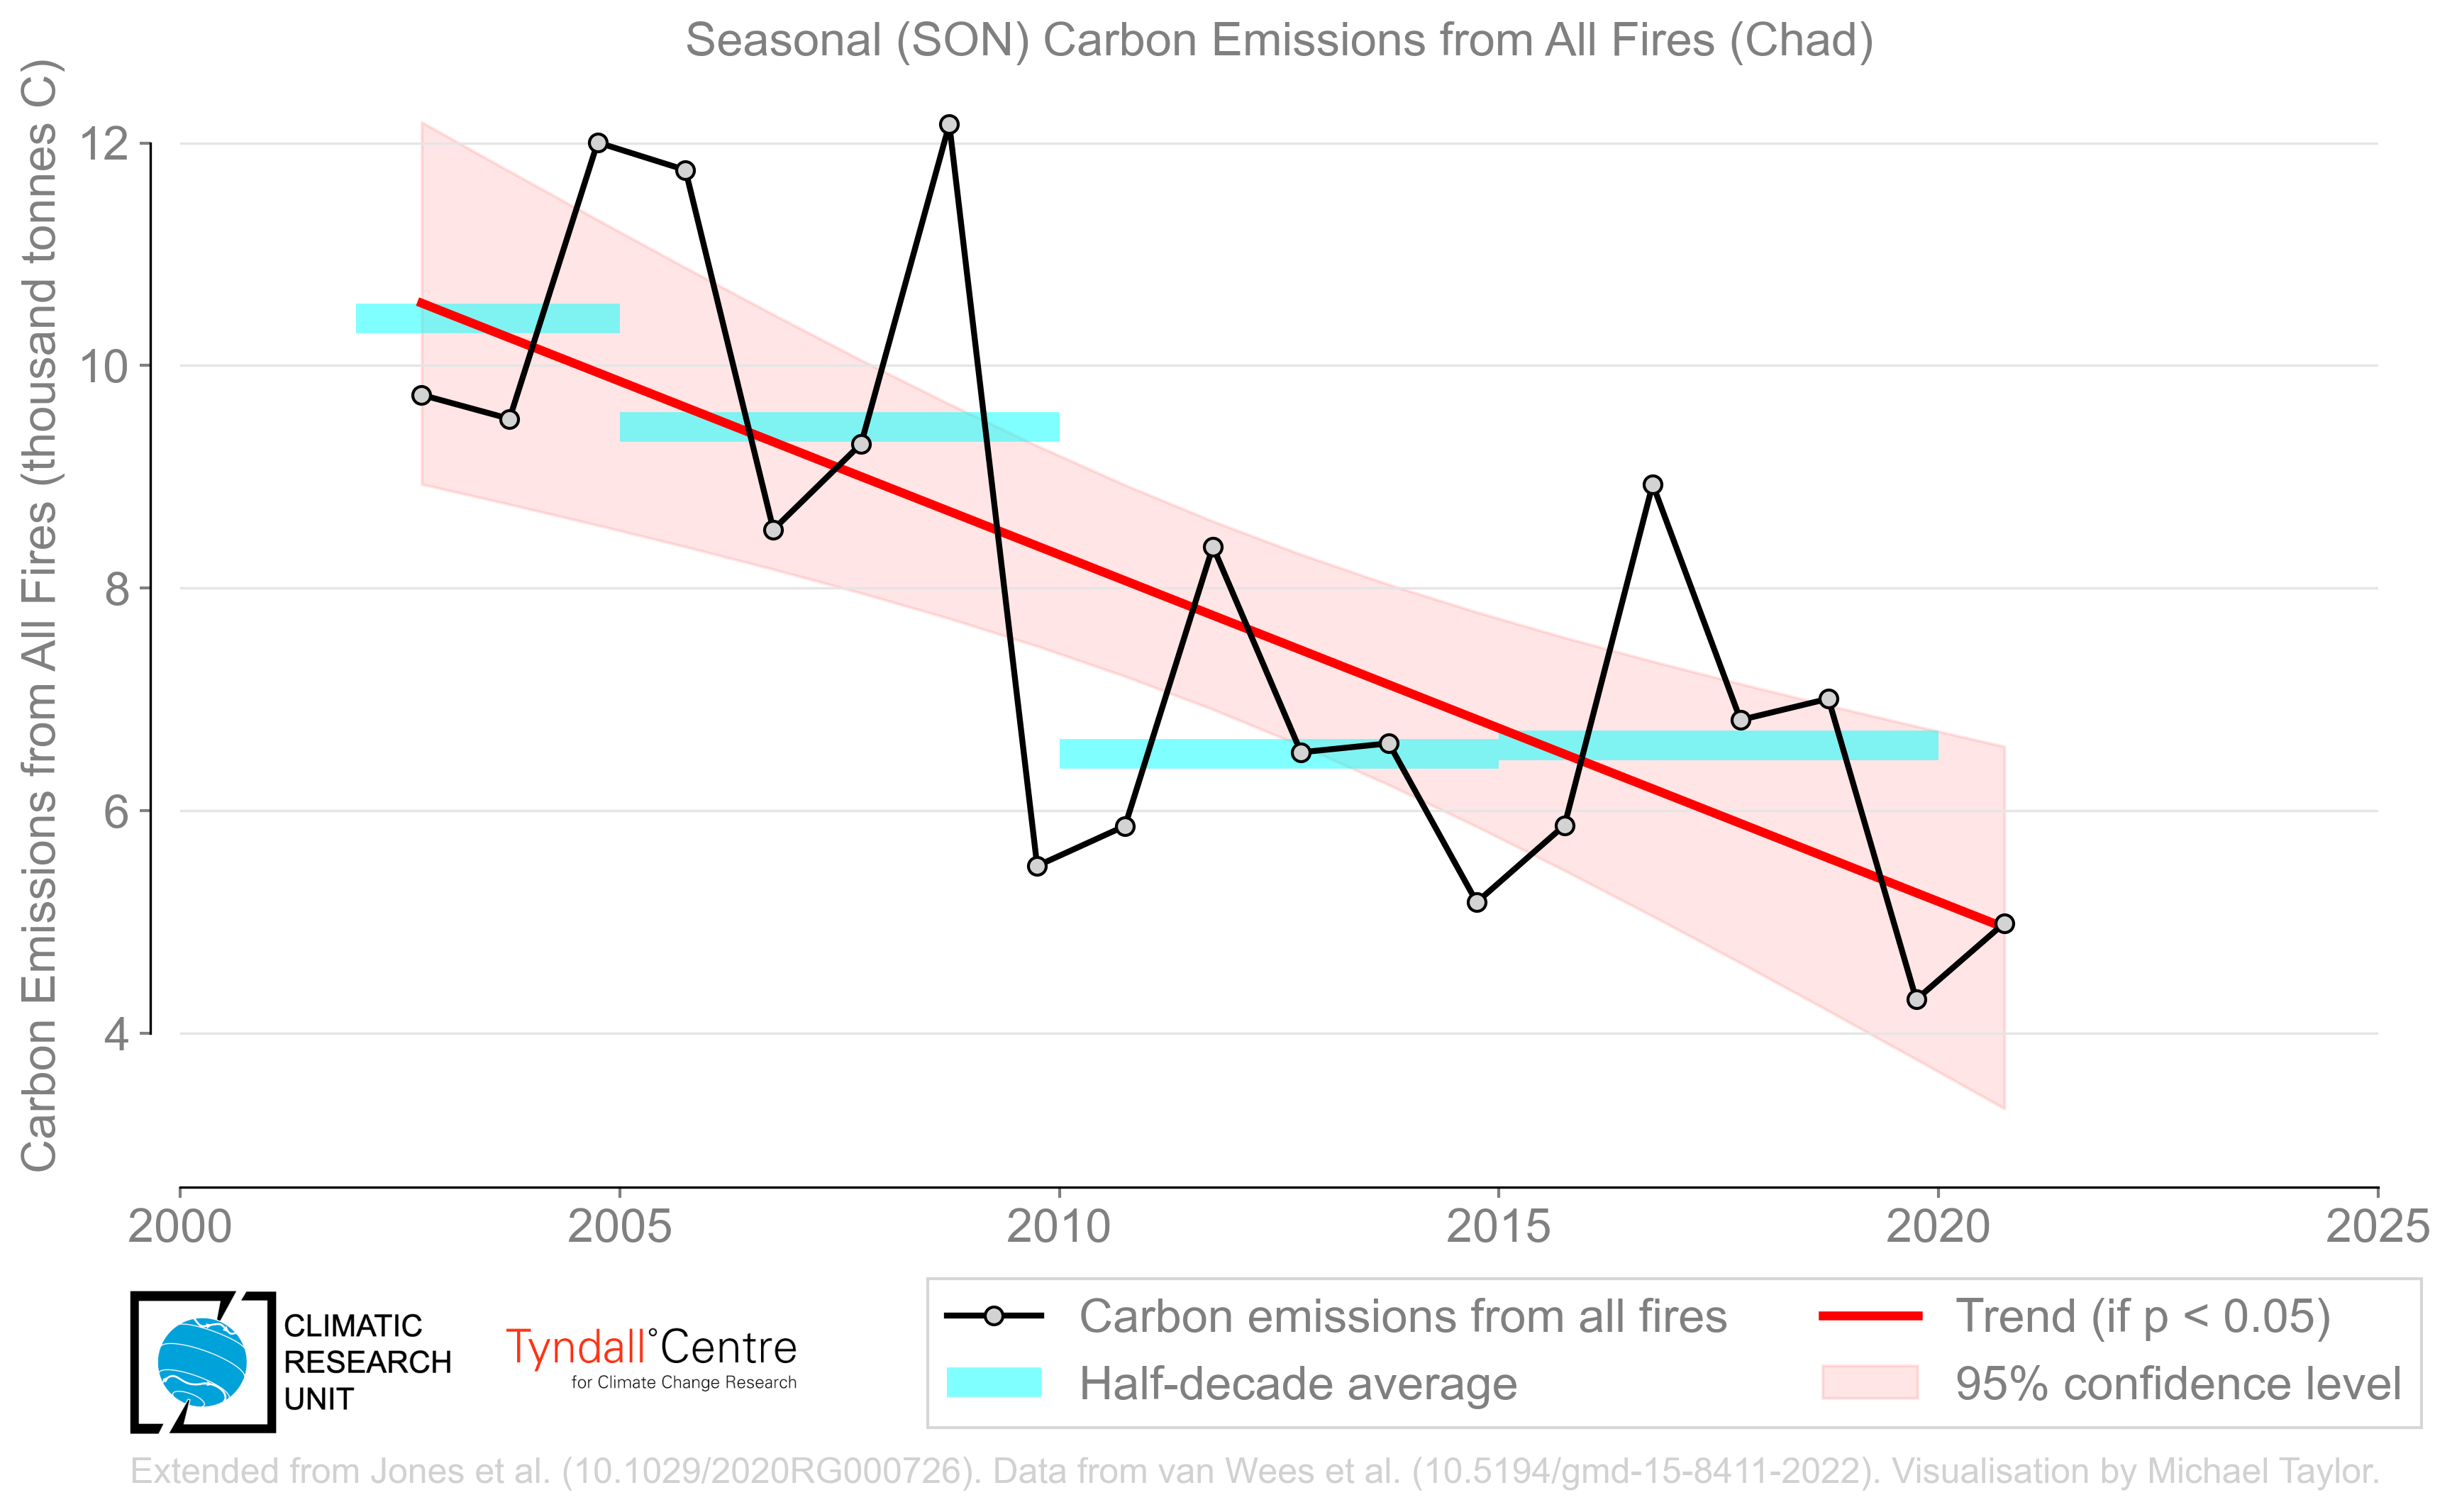 Seasonal (SON) Carbon Emissions from All Fires (Chad)
Carbon Emissions from All Fires (thousand tonnes C)
12
10
8
6
4
2000 2005 2010 2015 2020 2025
Carbon emissions from all fires
Trend (if p < 0.05)
Half-decade average
95% confidence level
CLIMATIC
RESEARCH
UNIT
Tyndall°Centre
for Climate Change Research
Extended from Jones et al. (10.1029/2020RG000726). Data from van Wees et al. (10.5194/gmd-15-8411-2022). Visualisation by Michael Taylor.